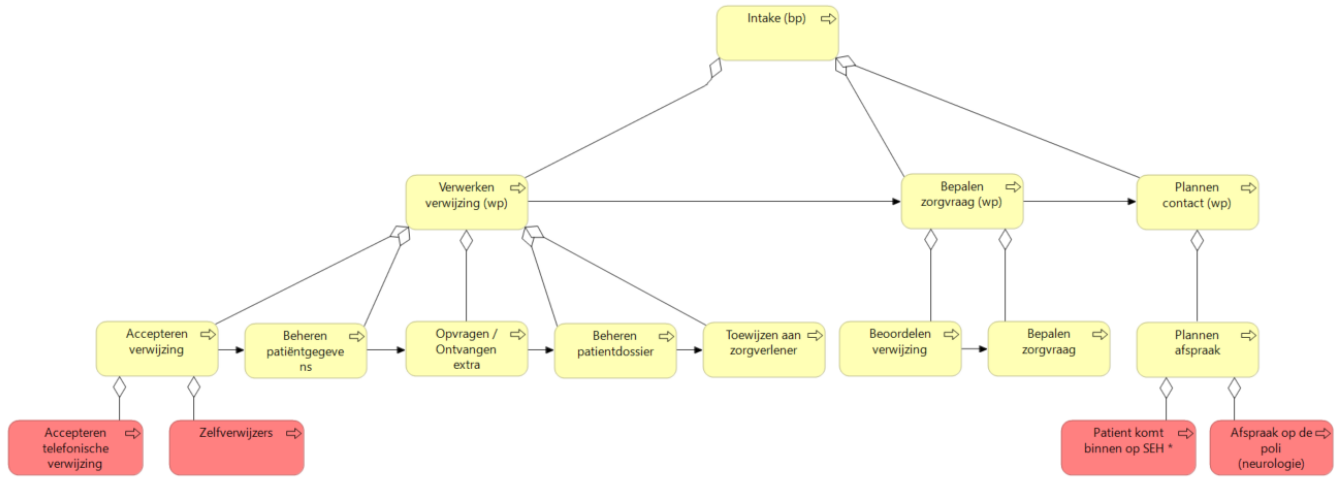 Intake (bp)
Verwerken
verwijzing (wp)
Bepalen
zorgvraag (wp)
Plannen
contact (wp)
Accepteren
verwijzing
Beheren
patiëntgegeve
ns
Opvragen /
Ontvangen
extra
Beheren
patientdossier
Toewijzen aan
zorgverlener
Beoordelen
verwijzing
Bepalen
zorgvraag
Plannen
afspraak
Accepteren
telefonische
verwijzing
Zelfverwijzers
Patient komt
binnen op SEH *
Afspraak op de
poli
(neurologie)